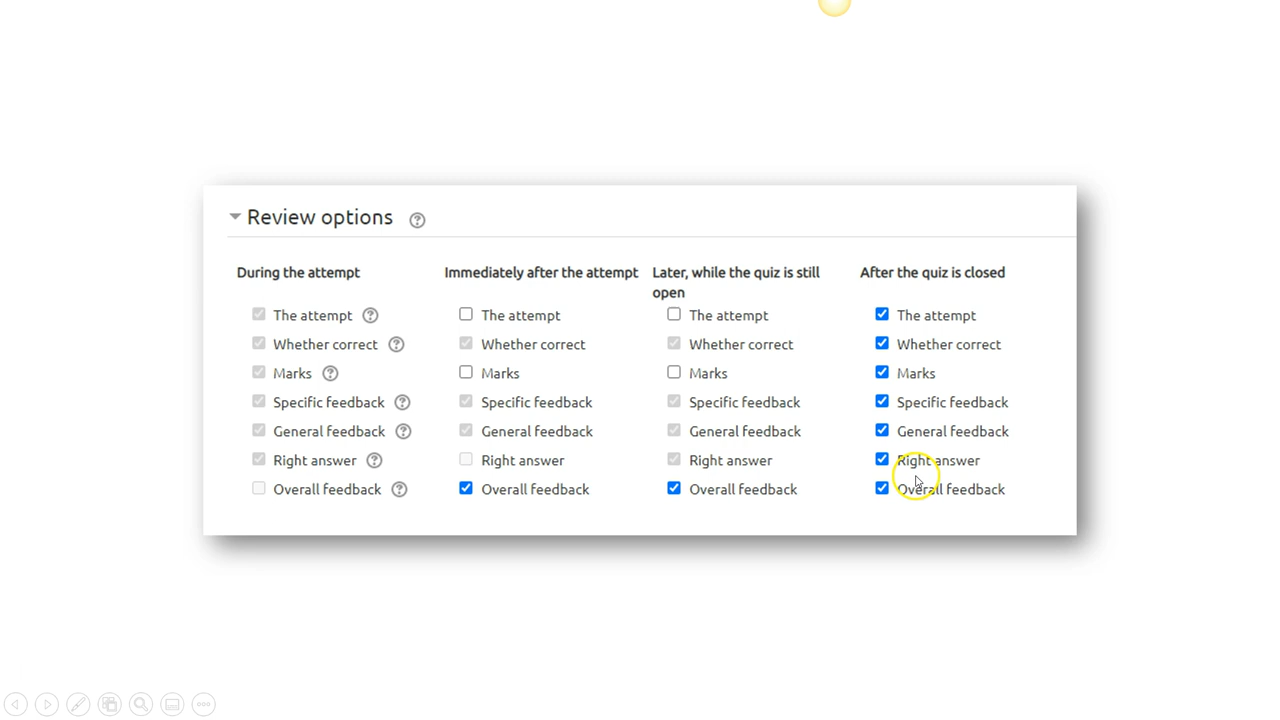 Review options
During the attempt
The attempt
Whether correct
Marks
Specific feedback
General feedback
Right answer
Overall feedback
Immediately after the attempt
The attempt
Whether correct
Marks
Specific feedback
General feedback
Right answer
Overall feedback
Later, while the quiz is still
open
The attempt
Whether correct
Marks
Specific feedback
General feedback
Right answer
Overall feedback
After the quiz is closed
The attempt
Whether correct
Marks
Specific feedback
General feedback
Right answer
Overall feedback